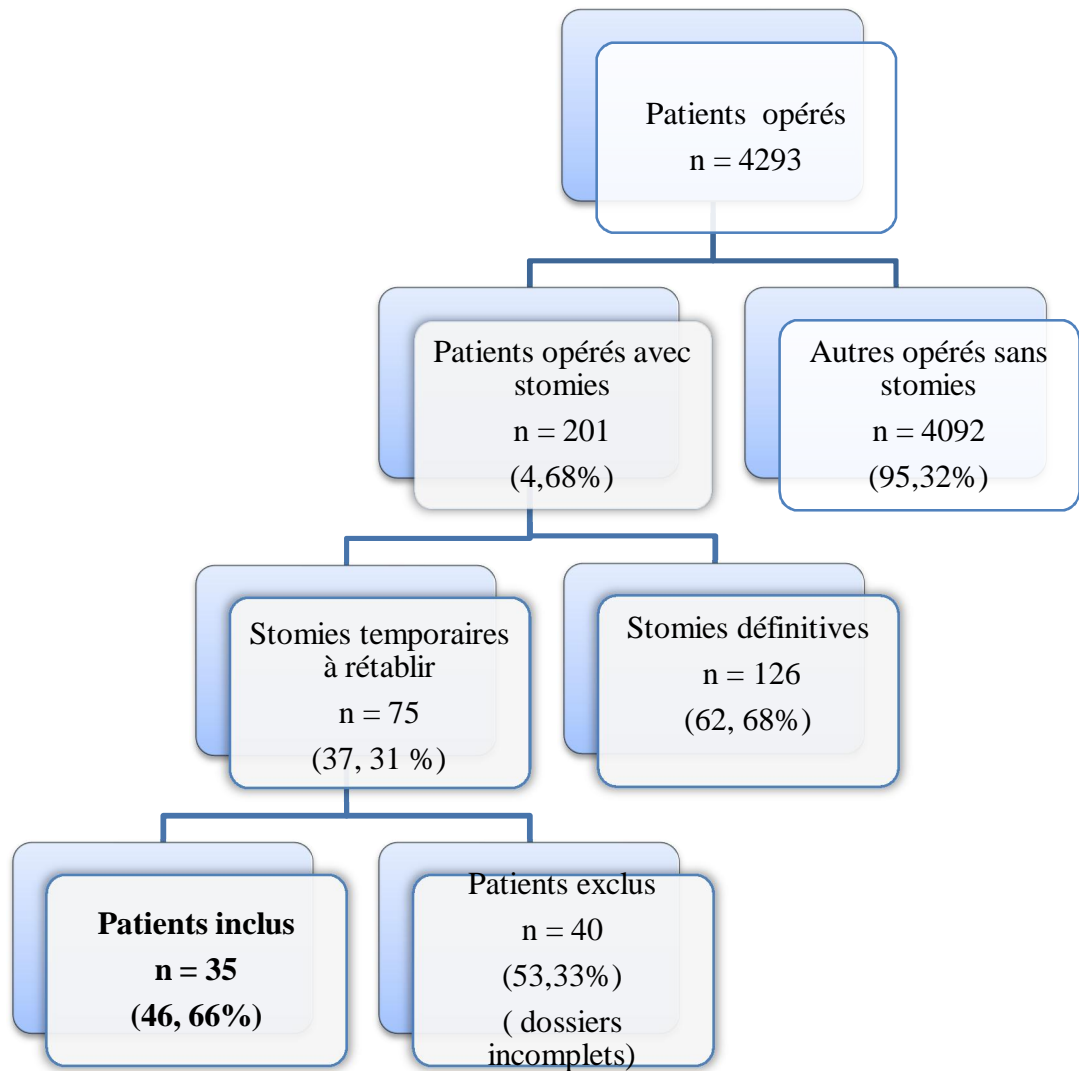 Patients opérés
n = 4293
Patients opérés avec
stomies
n = 201
(4,68%)
Autres opérés sans
stomies
n = 4092
(95,32%)
Stomies temporaires
à rétablir
n = 75
(37, 31 %)
Stomies définitives
n = 126
(62, 68%)
Patients inclus
n = 35
(46, 66%)
Patients exclus
n = 40
(53,33%)
( dossiers
incomplets)